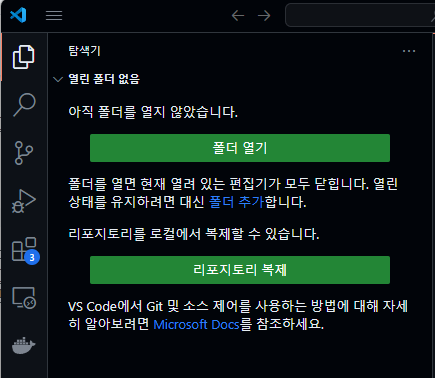 탐색기
열린 폴더 없음
아직 폴더를 열지 않았습니다.
폴더 열기
폴더를 열면 현재 열려 있는 편집기가 모두 닫힙니다. 열린
상태를 유지하려면 대신 폴더 추가합니다.
리포지토리를 로컬에서 복제할 수 있습니다.
리포지토리 복제
3
VS Code에서 Git 및 소스 제어를 사용하는 방법에 대해 자세
히 알아보려면 Microsoft Docs를 참조하세요.